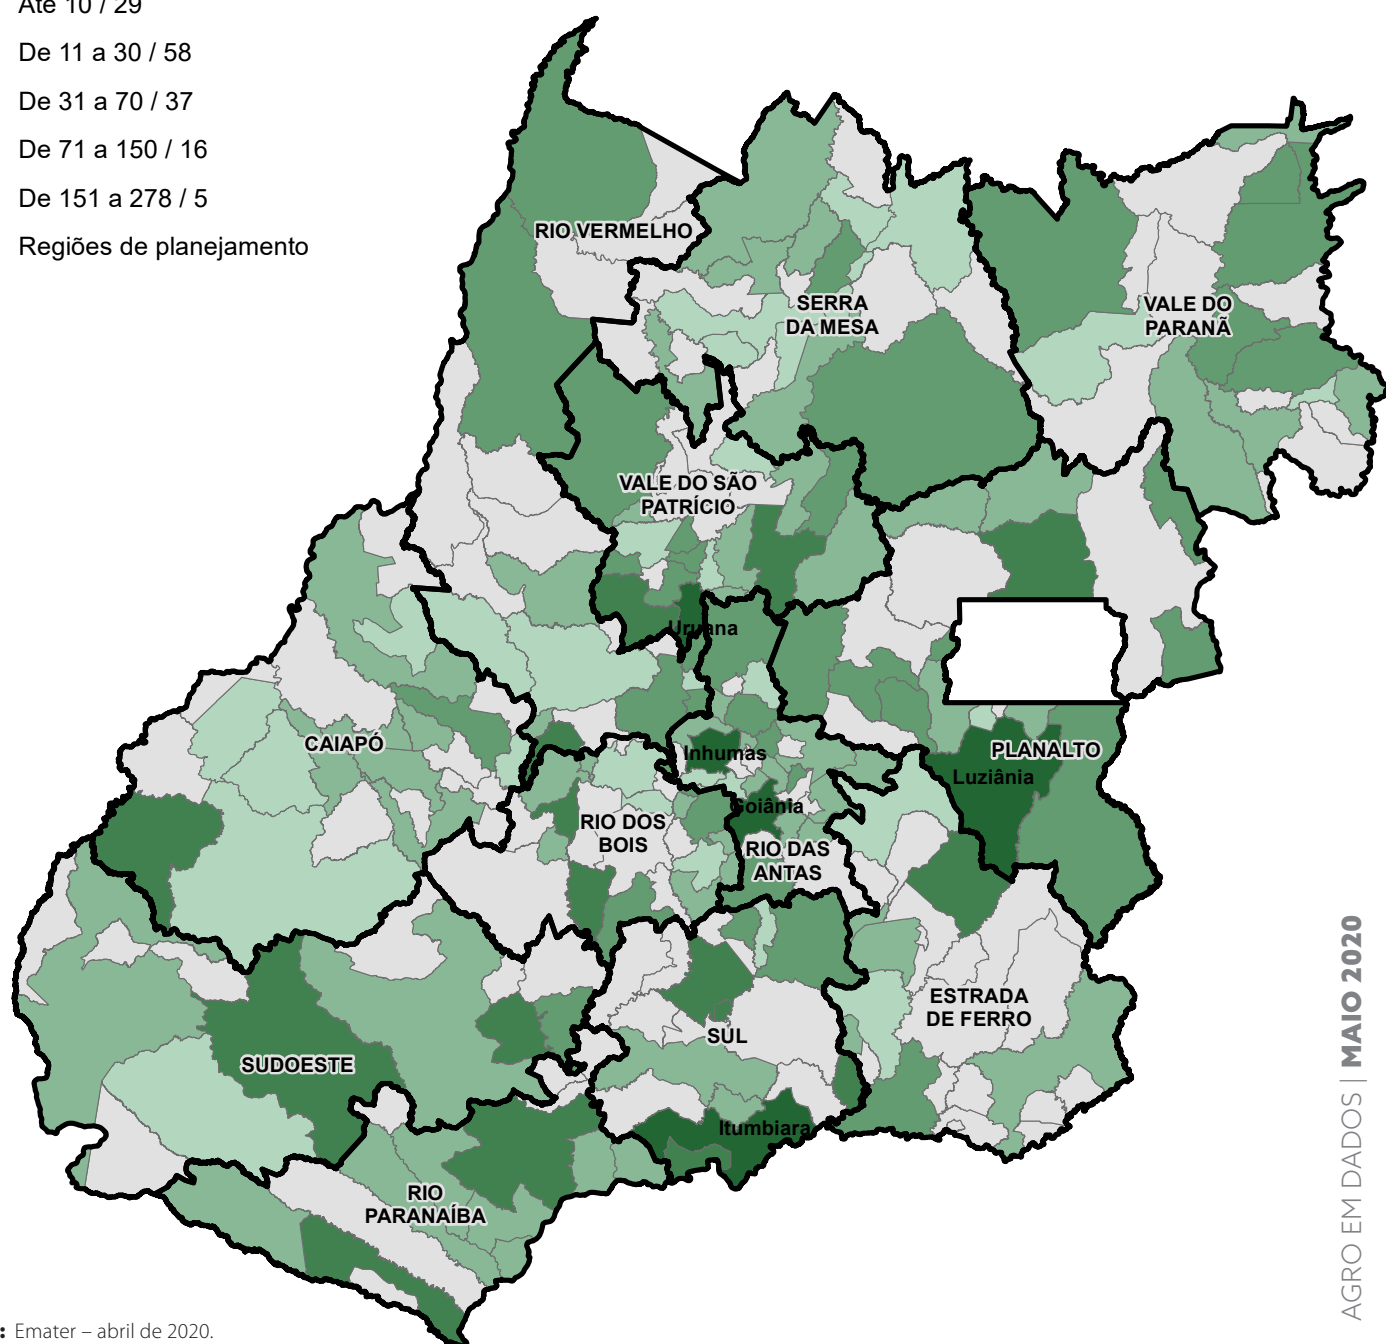 Até 10 / 29
De 11 a 30 / 58
De 31 a 70 / 37
De 71 a 150 / 16
De 151 a 278 / 5
Regiões de planejamento
RIO VERMELHO
SERRA
DA MESA
VALE DO
PARANÃ
VALE DO SÃO
PATRÍCIO
Uruana
CAIAPÓ
Inhumas
PLANALTO
Luziânia
Goiânia
RIO DOS
BOIS
RIO DAS
ANTAS
ESTRADA
DE FERRO
SUL
SUDOESTE
Itumbiara
RIO
PARANAÍBA
AGRO EM DADOS | MAIO 2020
: Emater – abril de 2020.